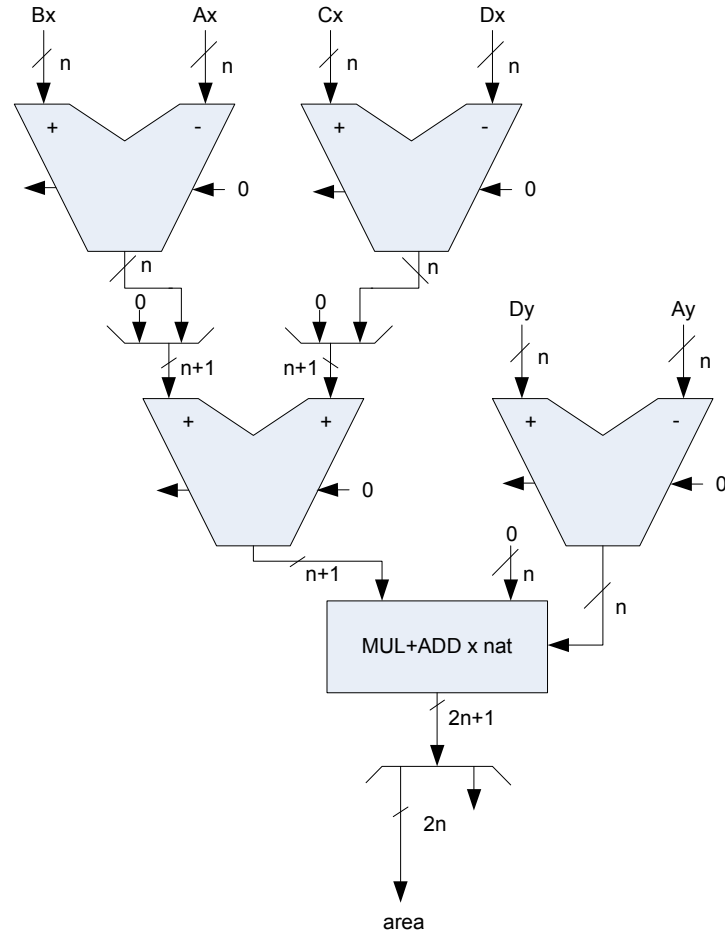 Bx Ax Cx Dx
n n n n
+ - + -
0 0
n n
0 0 Dy Ay
n+1 n+1 n n
+ + + -
0 0
0
n+1 n n
MUL+ADD x nat
2n+1
2n
area